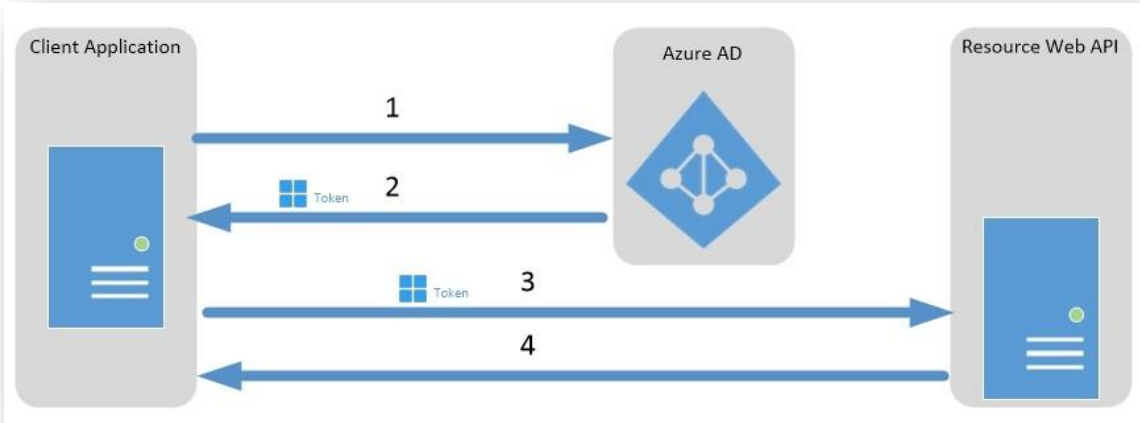 Client Application
Azure AD
Resource Web API
1
Token 2
Token 3
4